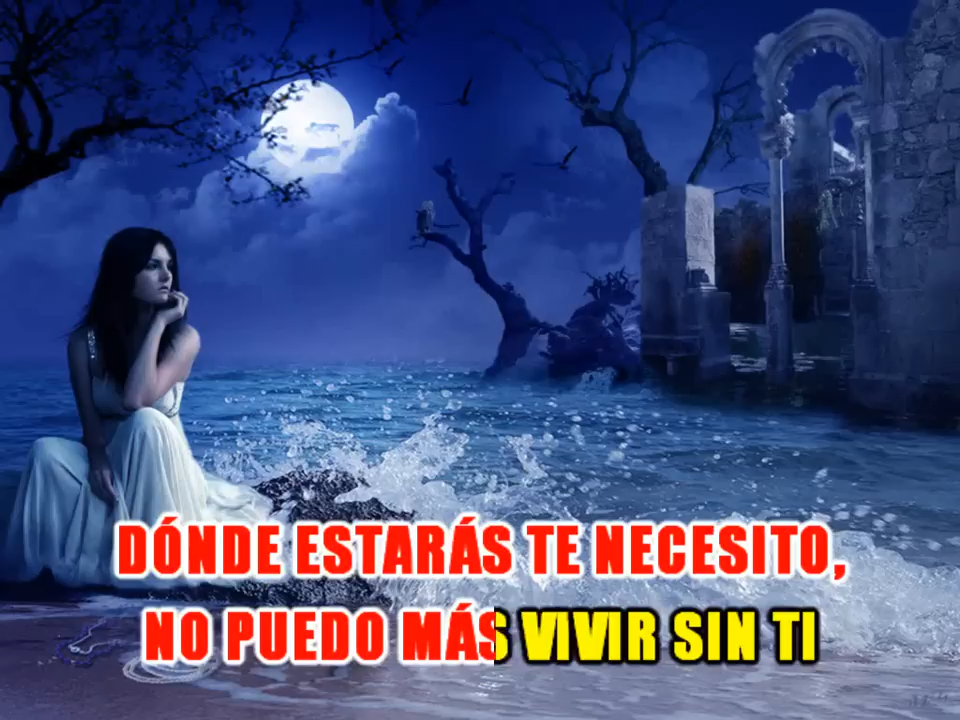 DÓNDE ESTARÁS TE NECESITO,
NO PUEDO MÁS VIVIR SIN TI